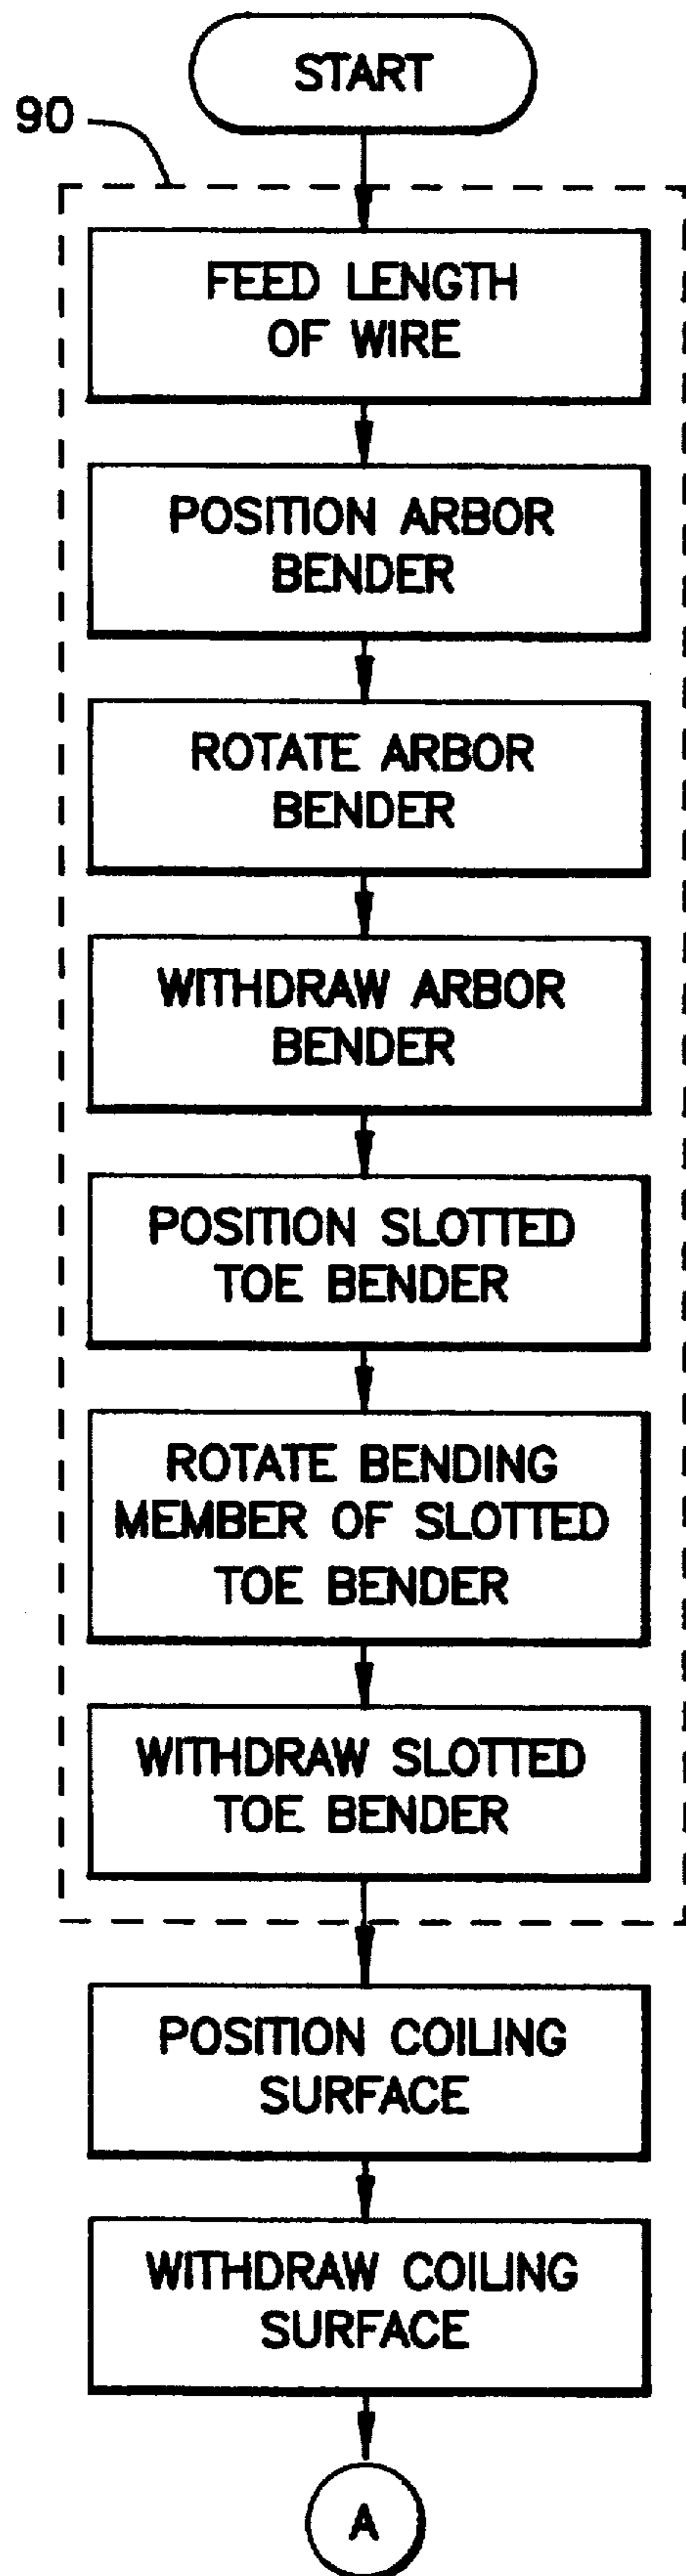 START
90
FEED LENGTH
OF WIRE
POSITION ARBOR
BENDER
ROTATE ARBOR
BENDER
WITHDRAW ARBOR
BENDER
POSITION SLOTTED
TOE BENDER
ROTATE BENDING
MEMBER OF SLOTTED
TOE BENDER
WITHDRAW SLOTTED
TOE BENDER
POSITION COILING
SURFACE
WITHDRAW COILING
SURFACE
A